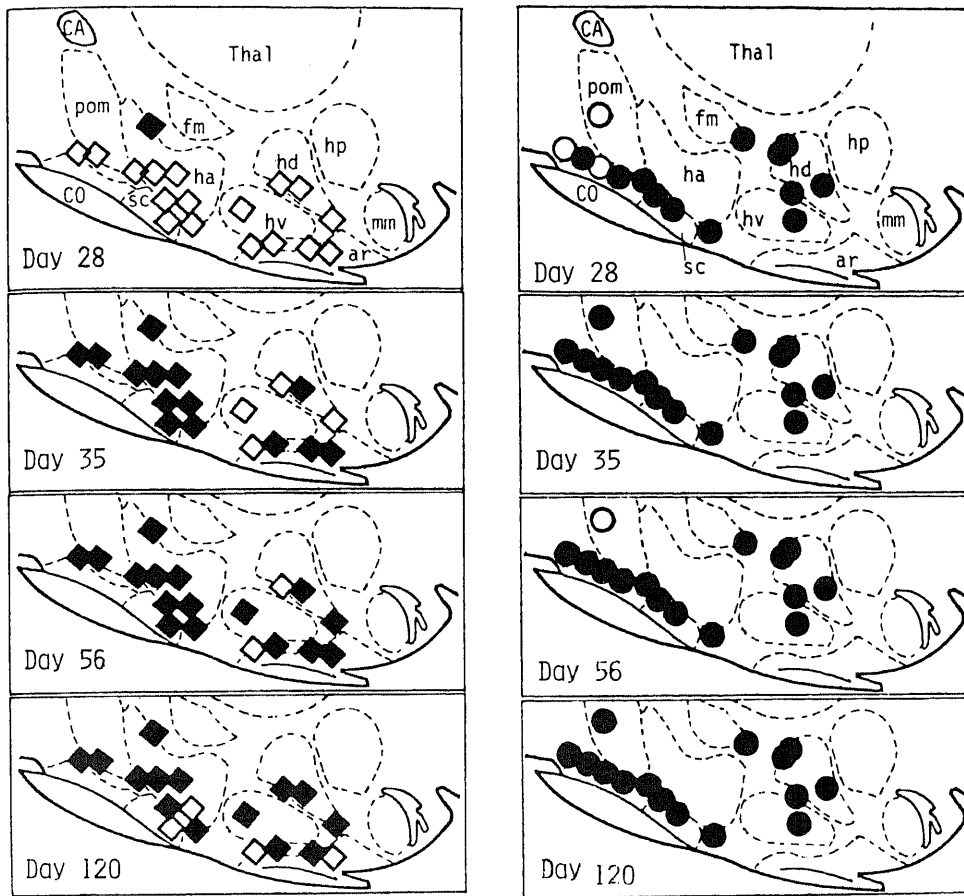 CA
Thal
pom
fm
hp
hd
ha
CO
sc
hv
mm
ar
Day 28
Day 35
Day 56
Day 120
CA
Thal
pom
fm
hp
hd
ha
CO
hv
mm
sc
ar
Day 28
Day 35
Day 56
Day 120